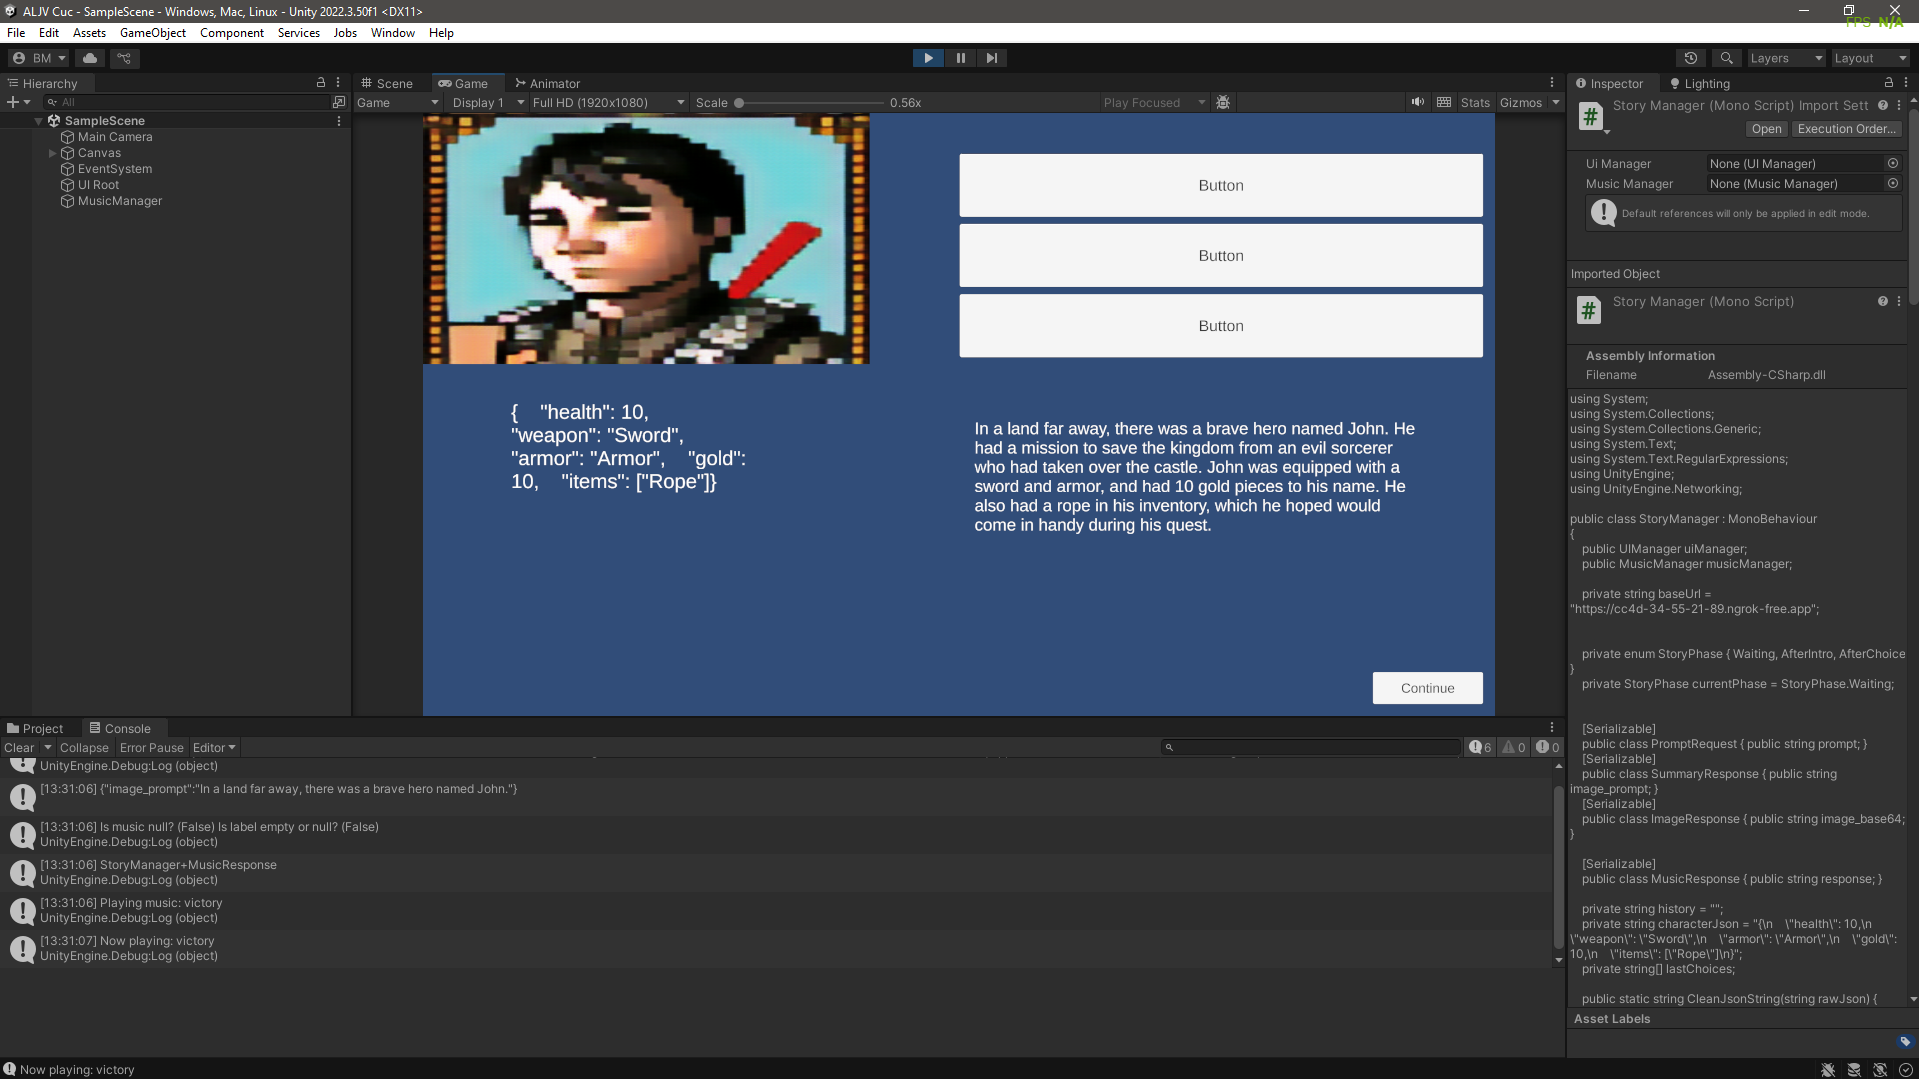 ALJV Cuc - SampleScene - Windows, Mac, Linux - Unity 2022.3.50f1 <DX11>
FPS N/A
File Edit Assets GameObject Component Services Jobs Window Help
BM Layers Layout
Hierarchy
All
SampleScene
Main Camera
Canvas
EventSystem
UI Root
MusicManager
Scene Game Animator
Game Display 1 Full HD (1920x1080) Scale 0.56x Play Focused Stats Gizmos
Button
Button
Button
{ "health": 10,
"weapon": "Sword",
"armor": "Armor", "gold":
10, "items": ["Rope"]}
In a land far away, there was a brave hero named John. He
had a mission to save the kingdom from an evil sorcerer
who had taken over the castle. John was equipped with a
sword and armor, and had 10 gold pieces to his name. He
also had a rope in his inventory, which he hoped would
come in handy during his quest.
Continue
Inspector Lighting
Story Manager (Mono Script) Import Sett
Open Execution Order...
Ui Manager None (UI Manager)
Music Manager None (Music Manager)
Default references will only be applied in edit mode.
Imported Object
Story Manager (Mono Script)
Assembly Information
Filename Assembly-CSharp.dll
using System;
using System.Collections;
using System.Collections.Generic;
using System.Text;
using System.Text.RegularExpressions;
using UnityEngine;
using UnityEngine.Networking;
public class StoryManager : MonoBehaviour
{
public UIManager uiManager;
public MusicManager musicManager;
private string baseUrl =
"https://cc4d-34-55-21-89.ngrok-free.app";
private enum StoryPhase { Waiting, AfterIntro, AfterChoice
}
private StoryPhase currentPhase = StoryPhase.Waiting;
[Serializable]
public class PromptRequest { public string prompt; }
[Serializable]
public class SummaryResponse { public string
image_prompt; }
[Serializable]
public class ImageResponse { public string image_base64;
}
[Serializable]
public class MusicResponse { public string response; }
private string history = "";
private string characterJson = "{\n \"health\": 10,\n
\"weapon\": \"Sword\",\n \"armor\": \"Armor\",\n \"gold\":
10,\n \"items\": [\"Rope\"]\n}";
private string[] lastChoices;
public static string CleanJsonString(string rawJson) {
Asset Labels
Project Console
Clear Collapse Error Pause Editor 6 0 0
UnityEngine.Debug:Log (object)
[13:31:06] {"image_prompt":"In a land far away, there was a brave hero named John."}
[13:31:06] Is music null? (False) Is label empty or null? (False)
UnityEngine.Debug:Log (object)
[13:31:06] StoryManager+MusicResponse
UnityEngine.Debug:Log (object)
[13:31:06] Playing music: victory
UnityEngine.Debug:Log (object)
[13:31:07] Now playing: victory
UnityEngine.Debug:Log (object)
Now playing: victory